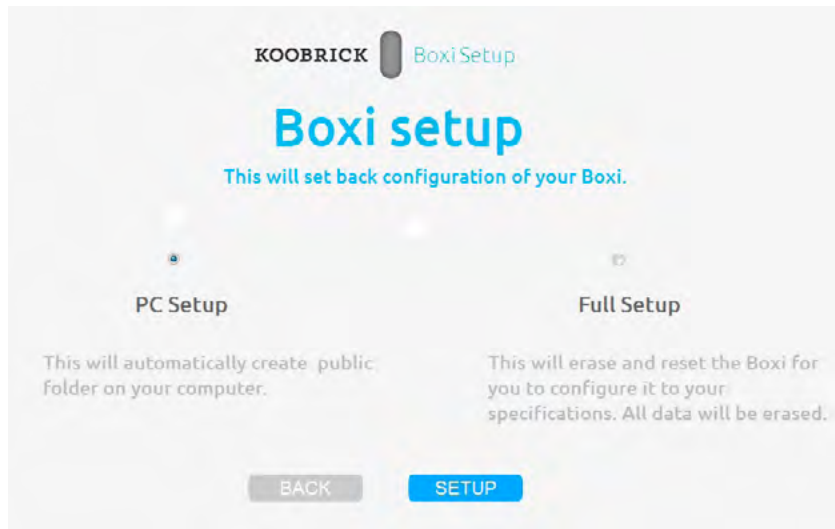 KOOBRICK Boxi Setup
Boxi setup
This will set back configuration of your Boxi.
PC Setup
This will automatically create public
folder on your computer.
Full Setup
This will erase and reset the Boxi for
you to configure it to your
specifications. All data will be erased.
BACK SETUP